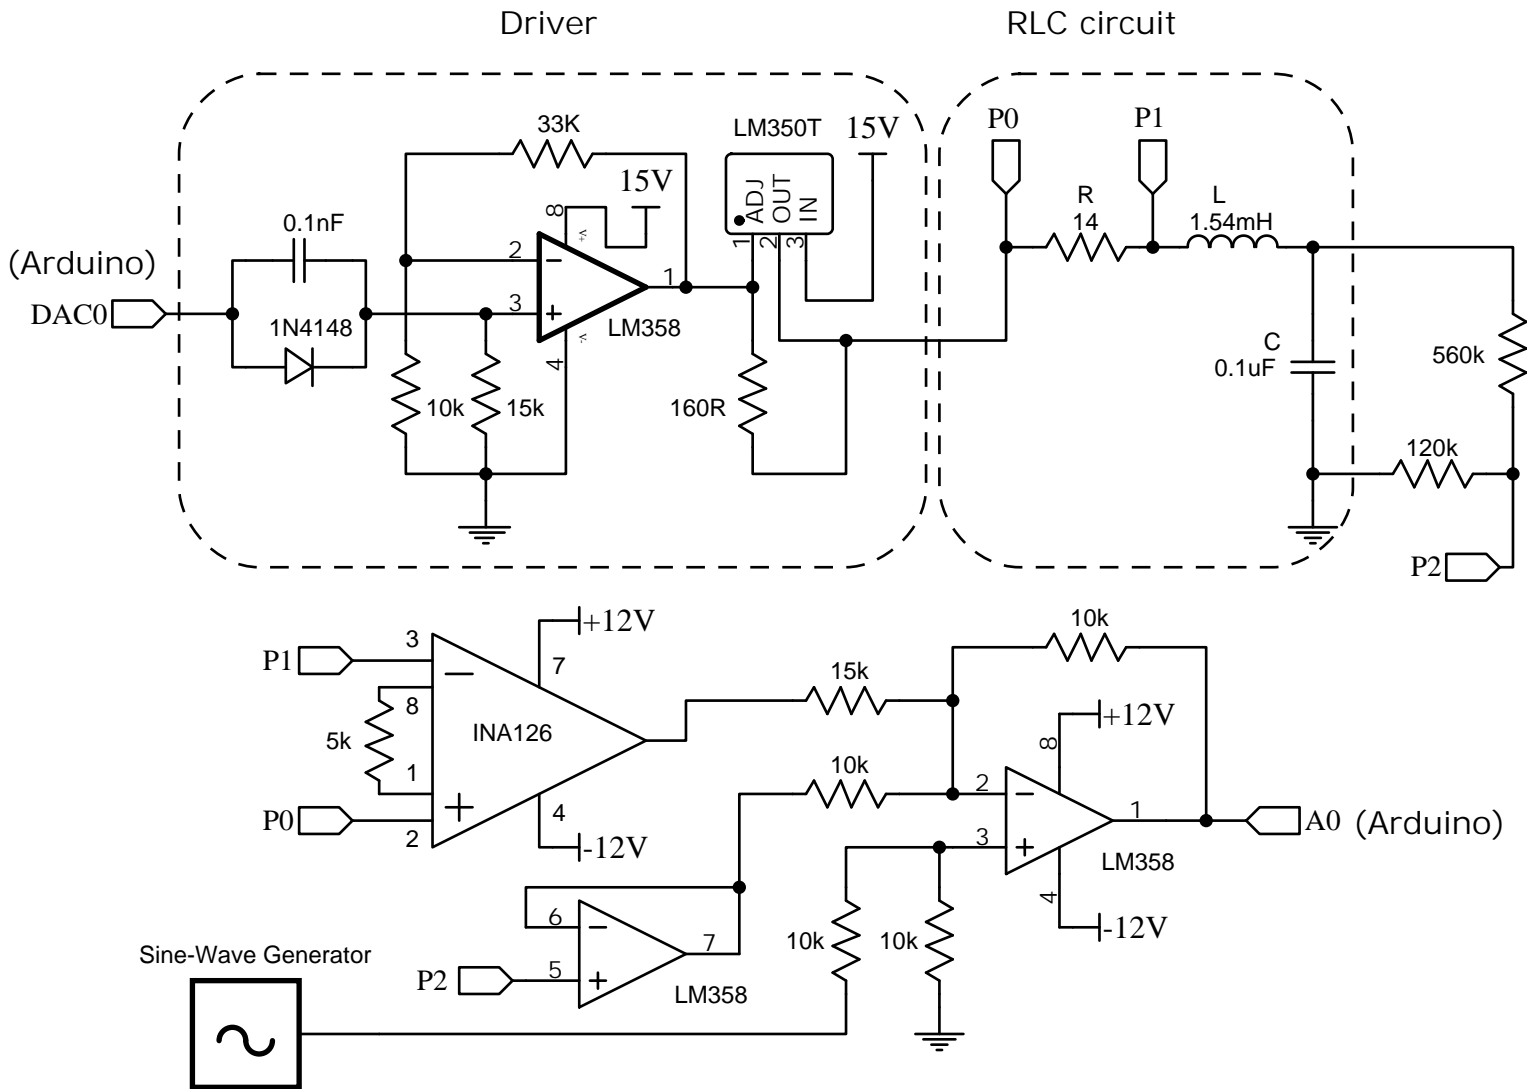 Driver
RLC circuit
33K
LM350T
15V
P0
P1
15V
ADJ
OUT
IN
R
14
L
1.54mH
0.1nF
8
V+
1
2
3
(Arduino)
2
1
DAC0
1N4148
3
LM358
V-
4
C
0.1uF
560k
10k
15k
160R
120k
P2
+12V
10k
3
P1
7
15k
8
+12V
INA126
5k
8
1
10k
2
P0
4
1
A0 (Arduino)
2
-12V
3
LM358
4
6
-12V
10k
10k
7
Sine-Wave Generator
P2
5
LM358